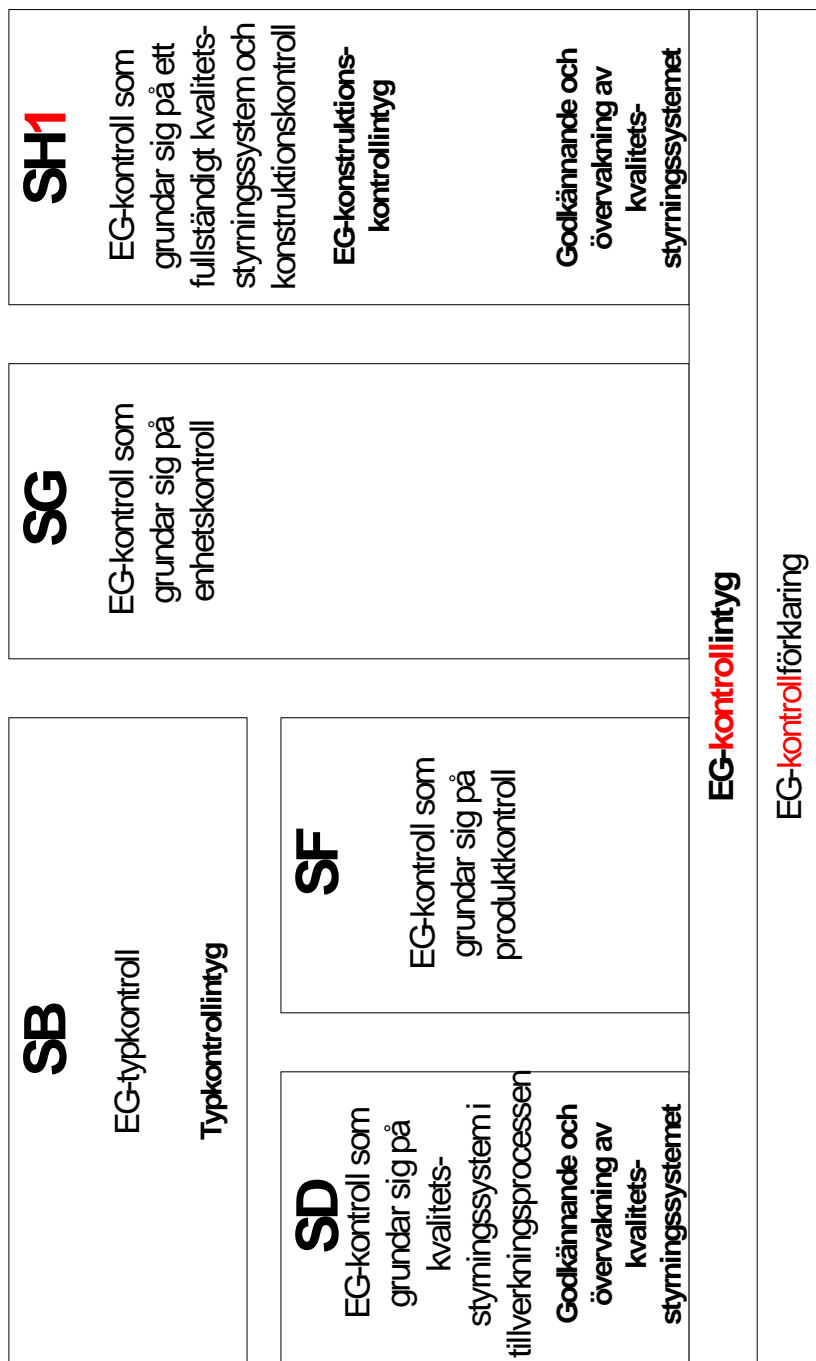 SB
EG-typkontroll
Typkontrollintyg
SD
EG-kontroll som
grundar sig på
kvalitets-
styrningssystem i
tillverkningsprocessen
Godkännande och
övervakning av
kvalitets-
styrningssystemet
SF
EG-kontroll som
grundar sig på
produktkontroll
SG
EG-kontroll som
grundar sig på
enhetskontroll
SH1
EG-kontroll som
grundar sig på ett
fullständigt kvalitets-
styrningssystem och
konstruktionskontroll
EG-konstruktions-
kontrollintyg
Godkännande och
övervakning av
kvalitets-
styrningssystemet
EG-kontrollintyg
EG-kontrollförklaring